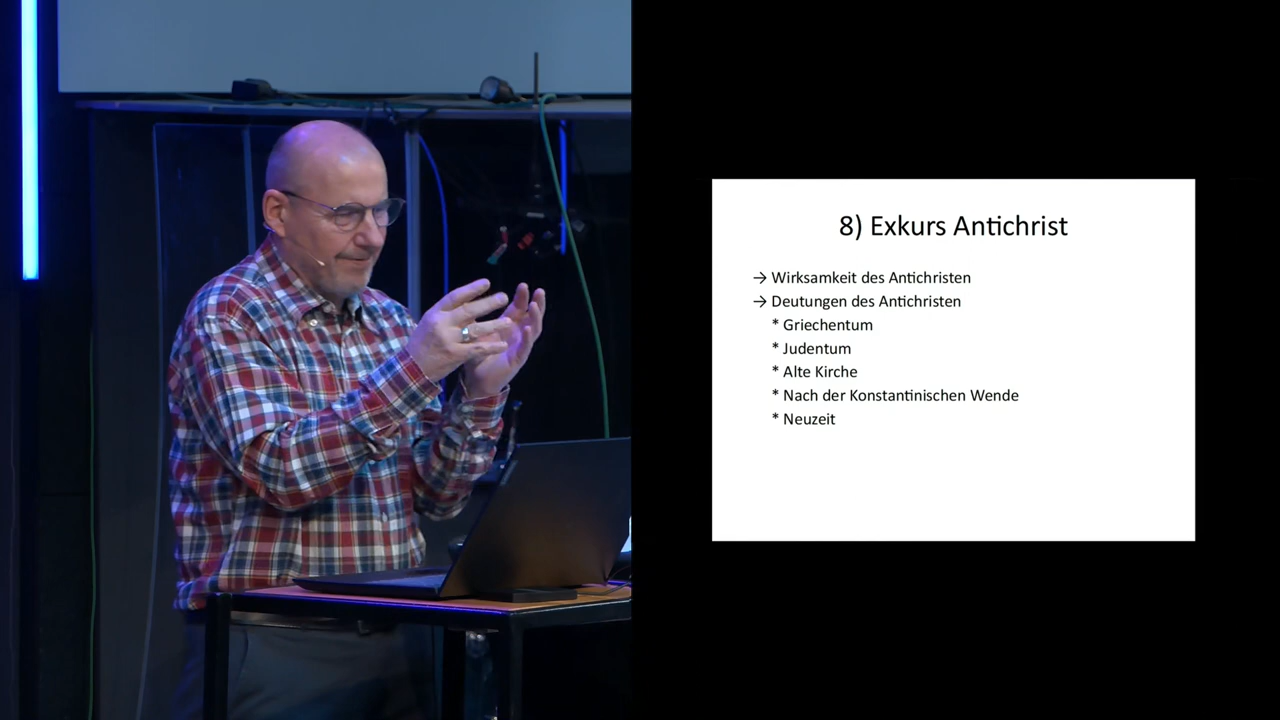 8) Exkurs Antichrist
→ Wirksamkeit des Antichristen
→ Deutungen des Antichristen
* Griechentum
* Judentum
* Alte Kirche
* Nach der Konstantinischen Wende
* Neuzeit